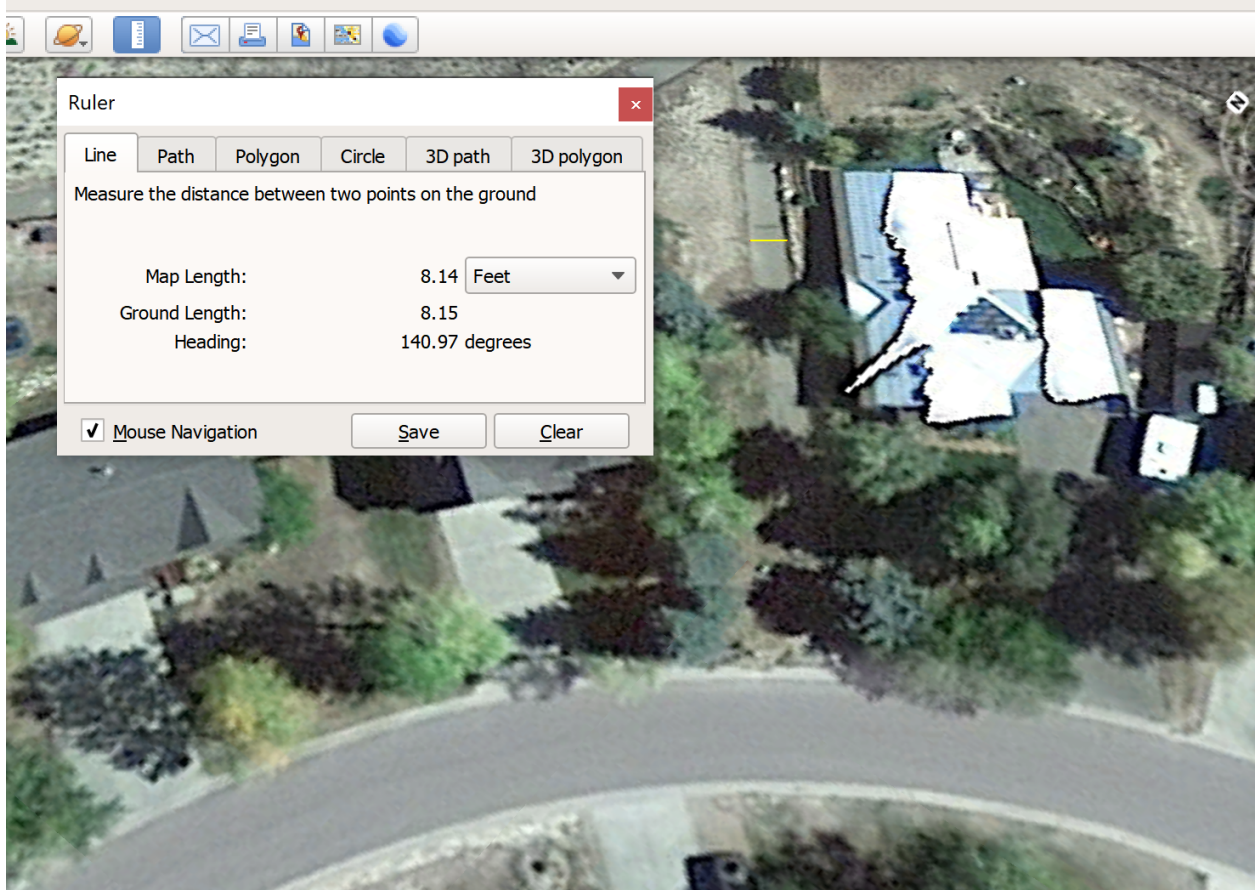 Ruler
Line Path Polygon Circle 3D path 3D polygon
Measure the distance between two points on the ground
Map Length: 8.14 Feet
Ground Length: 8.15
Heading: 140.97 degrees
Mouse Navigation Save Clear
N